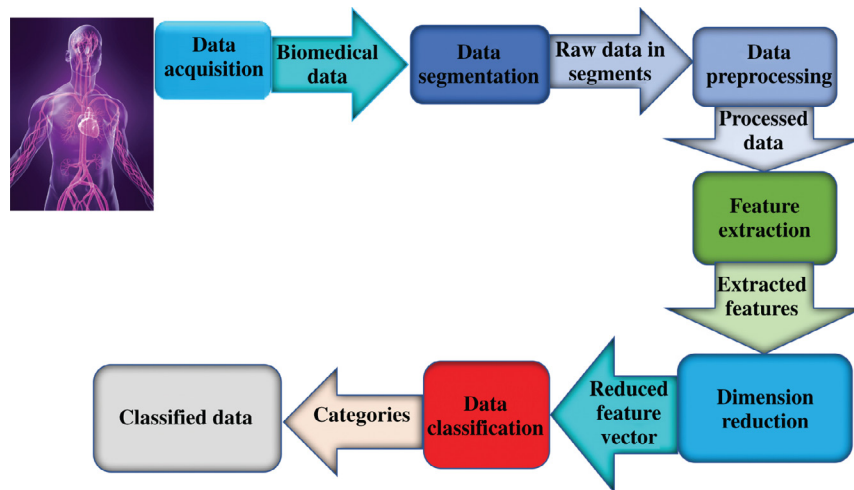 Data
acquisition
Biomedical
data
Data
segmentation
Raw data in
segments
Data
preprocessing
Processed
data
Feature
extraction
Extracted
features
Dimension
reduction
Reduced
feature
vector
Data
classification
Categories
Classified data